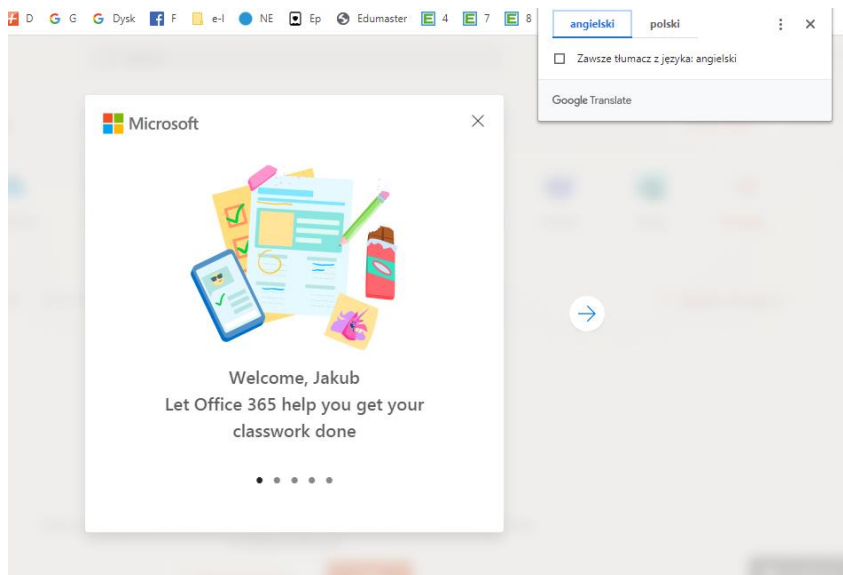 D G G G Dysk F e-l NE Ep Edumaster 4 7 8
angielski polski
Zawsze tłumacz z języka: angielski
Google Translate
Microsoft
Welcome, Jakub
Let Office 365 help you get your
classwork done